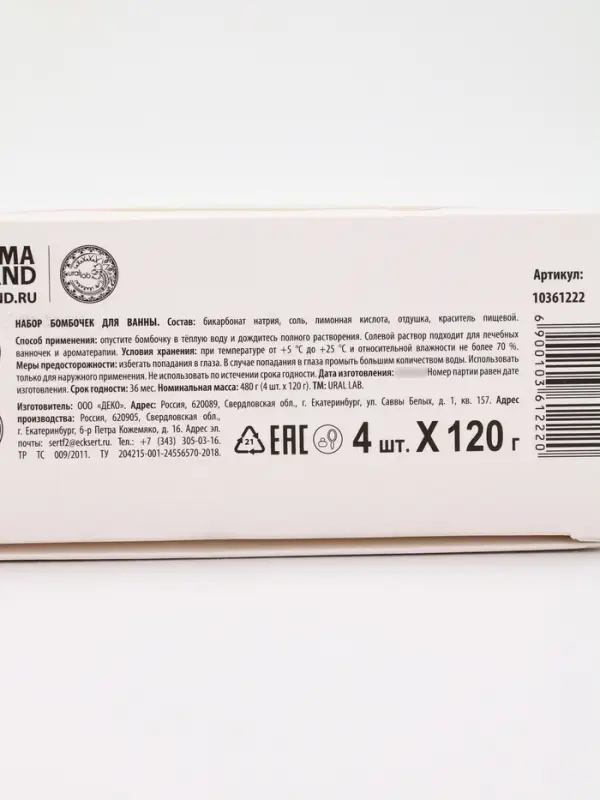 MA
AND
ND.RU
ural lab
Артикул:
10361222
НАБОР БОМБОЧЕК ДЛЯ ВАННЫ. Состав: бикарбонат натрия, соль, лимонная кислота, отдушка, краситель пищевой.
Способ применения: опустите бомбочку в тёплую воду и дождитесь полного растворения. Солевой раствор подходит для лечебных
ванночек и ароматерапии. Условия хранения: при температуре от +5 °С до +25 °С и относительной влажности не более 70 %.
Меры предосторожности: избегать попадания в глаза. В случае попадания в глаза промыть большим количеством воды. Использовать
только для наружного применения. Не использовать по истечении срока годности. Дата изготовления: Номер партии равен дате
изготовления. Срок годности: 36 мес. Номинальная масса: 480 г (4 шт. х 120 г). ТМ: URAL LAB.
Изготовитель: ООО «ДЕКО». Адрес: Россия, 620089, Свердловская обл., г. Екатеринбург, ул. Саввы Белых, д. 1, кв. 157. Адрес
производства: Россия, 620905, Свердловская обл.,
г. Екатеринбург, б-р Петра Кожемяко, д. 16. Адрес эл.
почты: sertf2@ecksert.ru. Тел.: +7 (343) 305-03-16.
ТР ТС 009/2011. ТУ 204215-001-24556570-2018.
21
EAC
4 шт. X 120 г
6900103612220